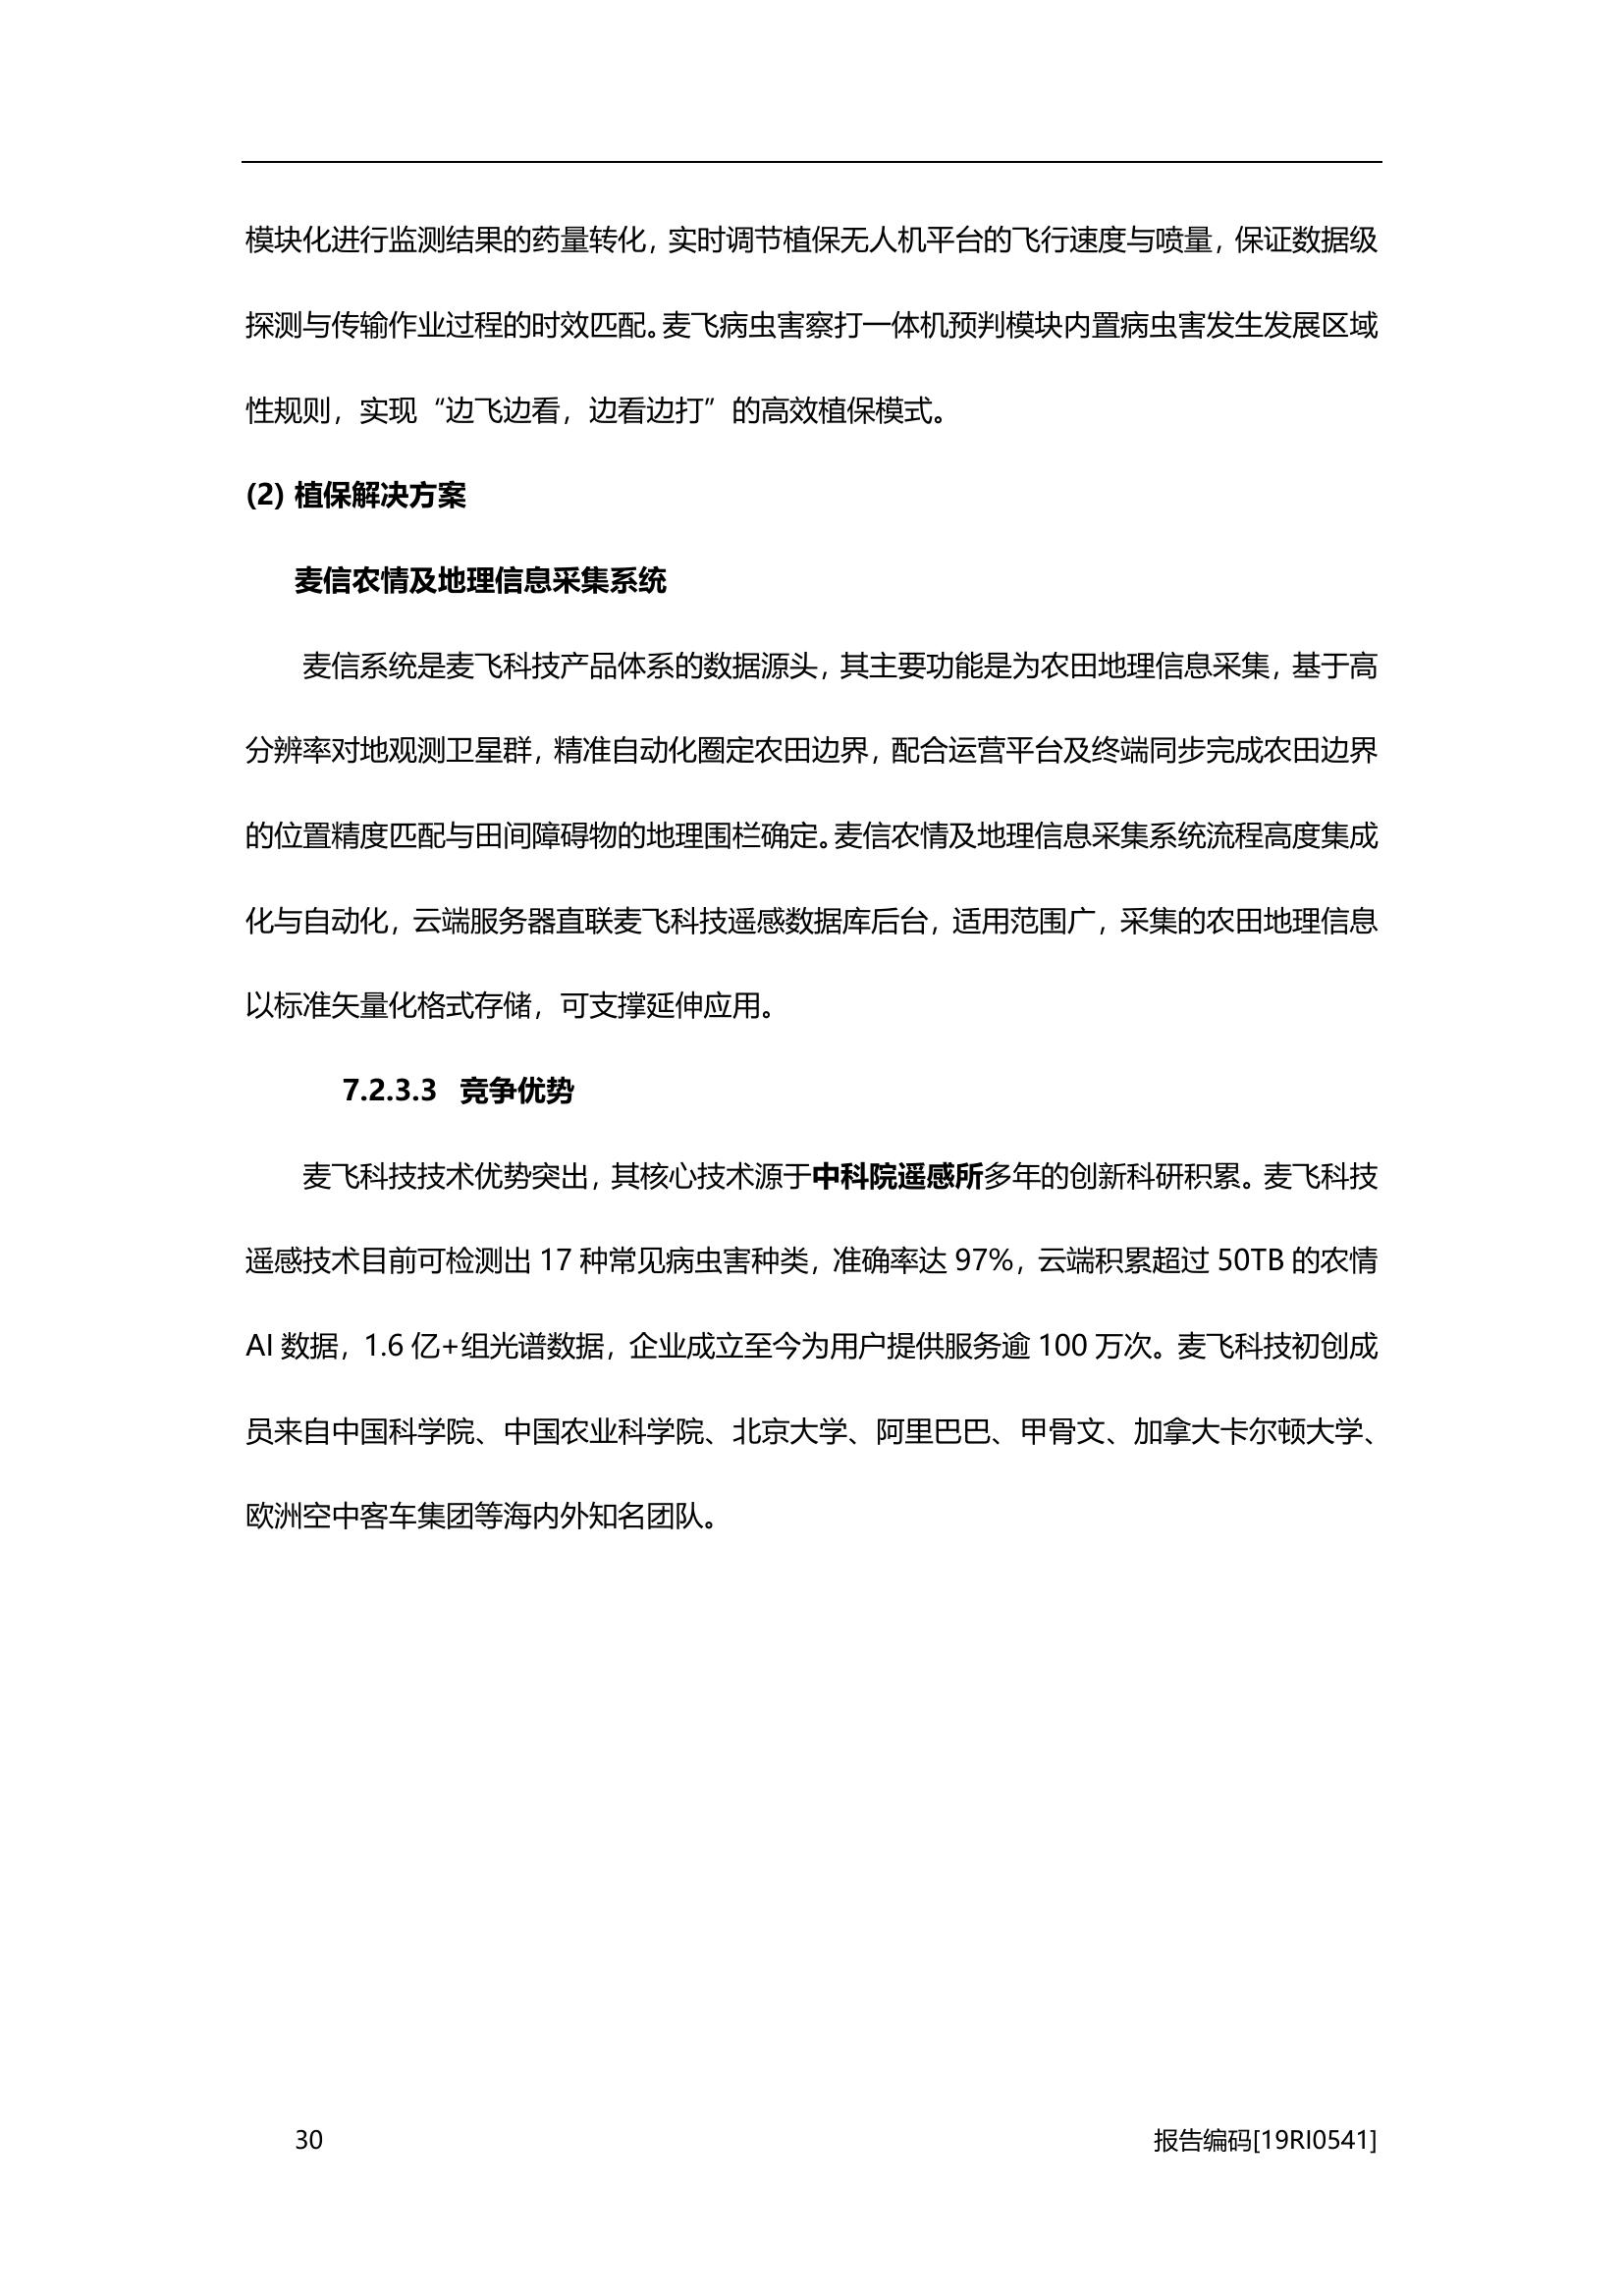 模块化进行监测结果的药量转化，实时调节植保无人机平台的飞行速度与喷量，保证数据级
探测与传输作业过程的时效匹配。麦飞病虫害察打一体机预判模块内置病虫害发生发展区域
性规则，实现“边飞边看，边看边打”的高效植保模式。
(2) 植保解决方案
麦信农情及地理信息采集系统
麦信系统是麦飞科技产品体系的数据源头，其主要功能是为农田地理信息采集，基于高
分辨率对地观测卫星群，精准自动化圈定农田边界，配合运营平台及终端同步完成农田边界
的位置精度匹配与田间障碍物的地理围栏确定。麦信农情及地理信息采集系统流程高度集成
化与自动化，云端服务器直联麦飞科技遥感数据库后台，适用范围广，采集的农田地理信息
以标准矢量化格式存储，可支撑延伸应用。
7.2.3.3 竞争优势
麦飞科技技术优势突出，其核心技术源于中科院遥感所多年的创新科研积累。麦飞科技
遥感技术目前可检测出 17 种常见病虫害种类，准确率达 97%，云端积累超过 50TB 的农情
AI 数据，1.6 亿+组光谱数据，企业成立至今为用户提供服务逾 100 万次。麦飞科技初创成
员来自中国科学院、中国农业科学院、北京大学、阿里巴巴、甲骨文、加拿大卡尔顿大学、
欧洲空中客车集团等海内外知名团队。
30 报告编码[19RI0541]